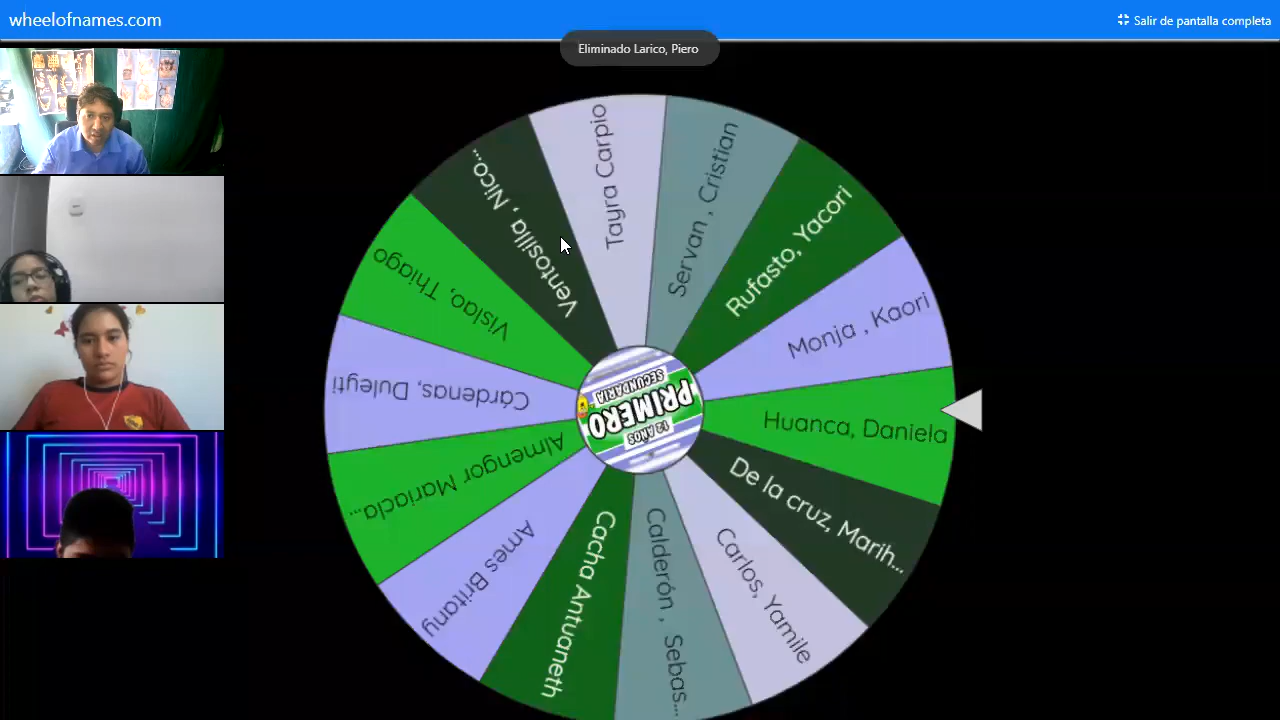 wheelofnames.com
Salir de pantalla completa
Eliminado Larico, Piero
Tayra Carpio
Servan , Cristian
Rufasto, Yacori
Monja , Kaori
Huanca, Daniela
De la cruz, Marih...
Carlos, Yamile
Calderón , Sebas...
Cacha Antuaneth
Ames Britany
Almengor Mariacla...
Cárdenas, Duleyti
Vislao, Thiago
Ventosilla , Nico...
PRIMERO
SECUNDARIA